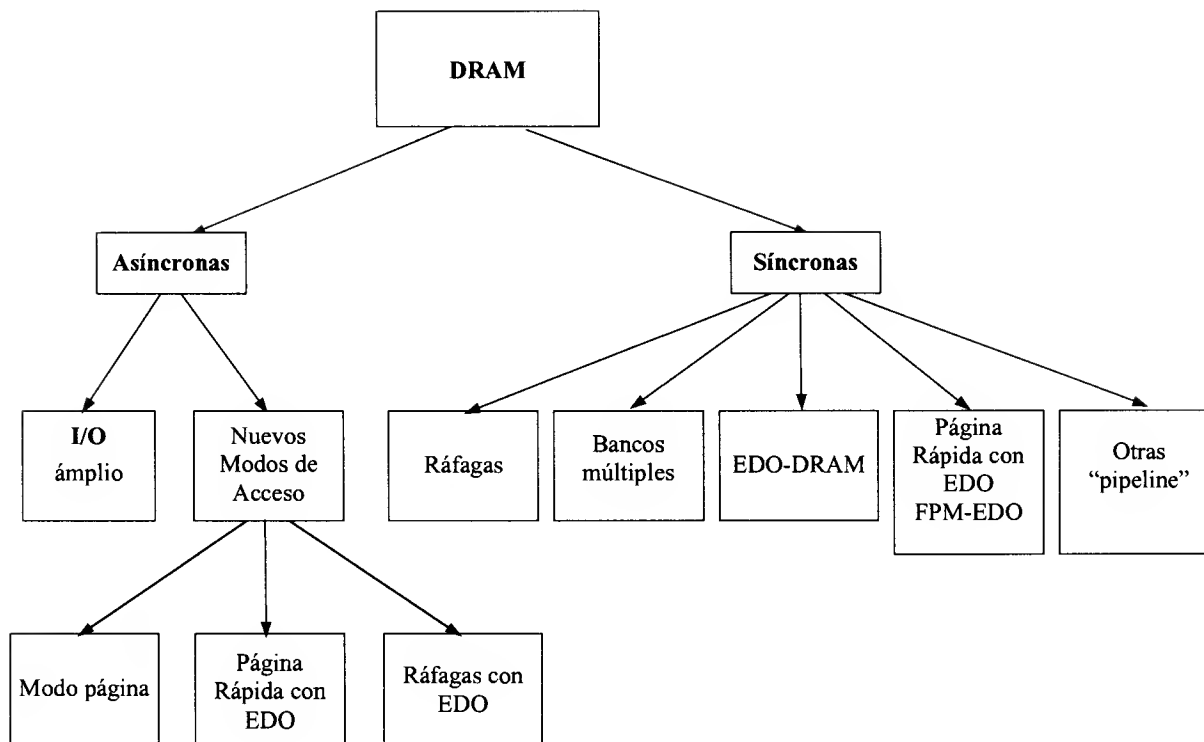 DRAM
Asíncronas
Síncronas
I/O
ámplio
Nuevos
Modos de
Acceso
Ráfagas
Bancos
múltiples
EDO-DRAM
Página
Rápida con
EDO
FPM-EDO
Otras
“pipeline”
Modo página
Página
Rápida con
EDO
Ráfagas con
EDO